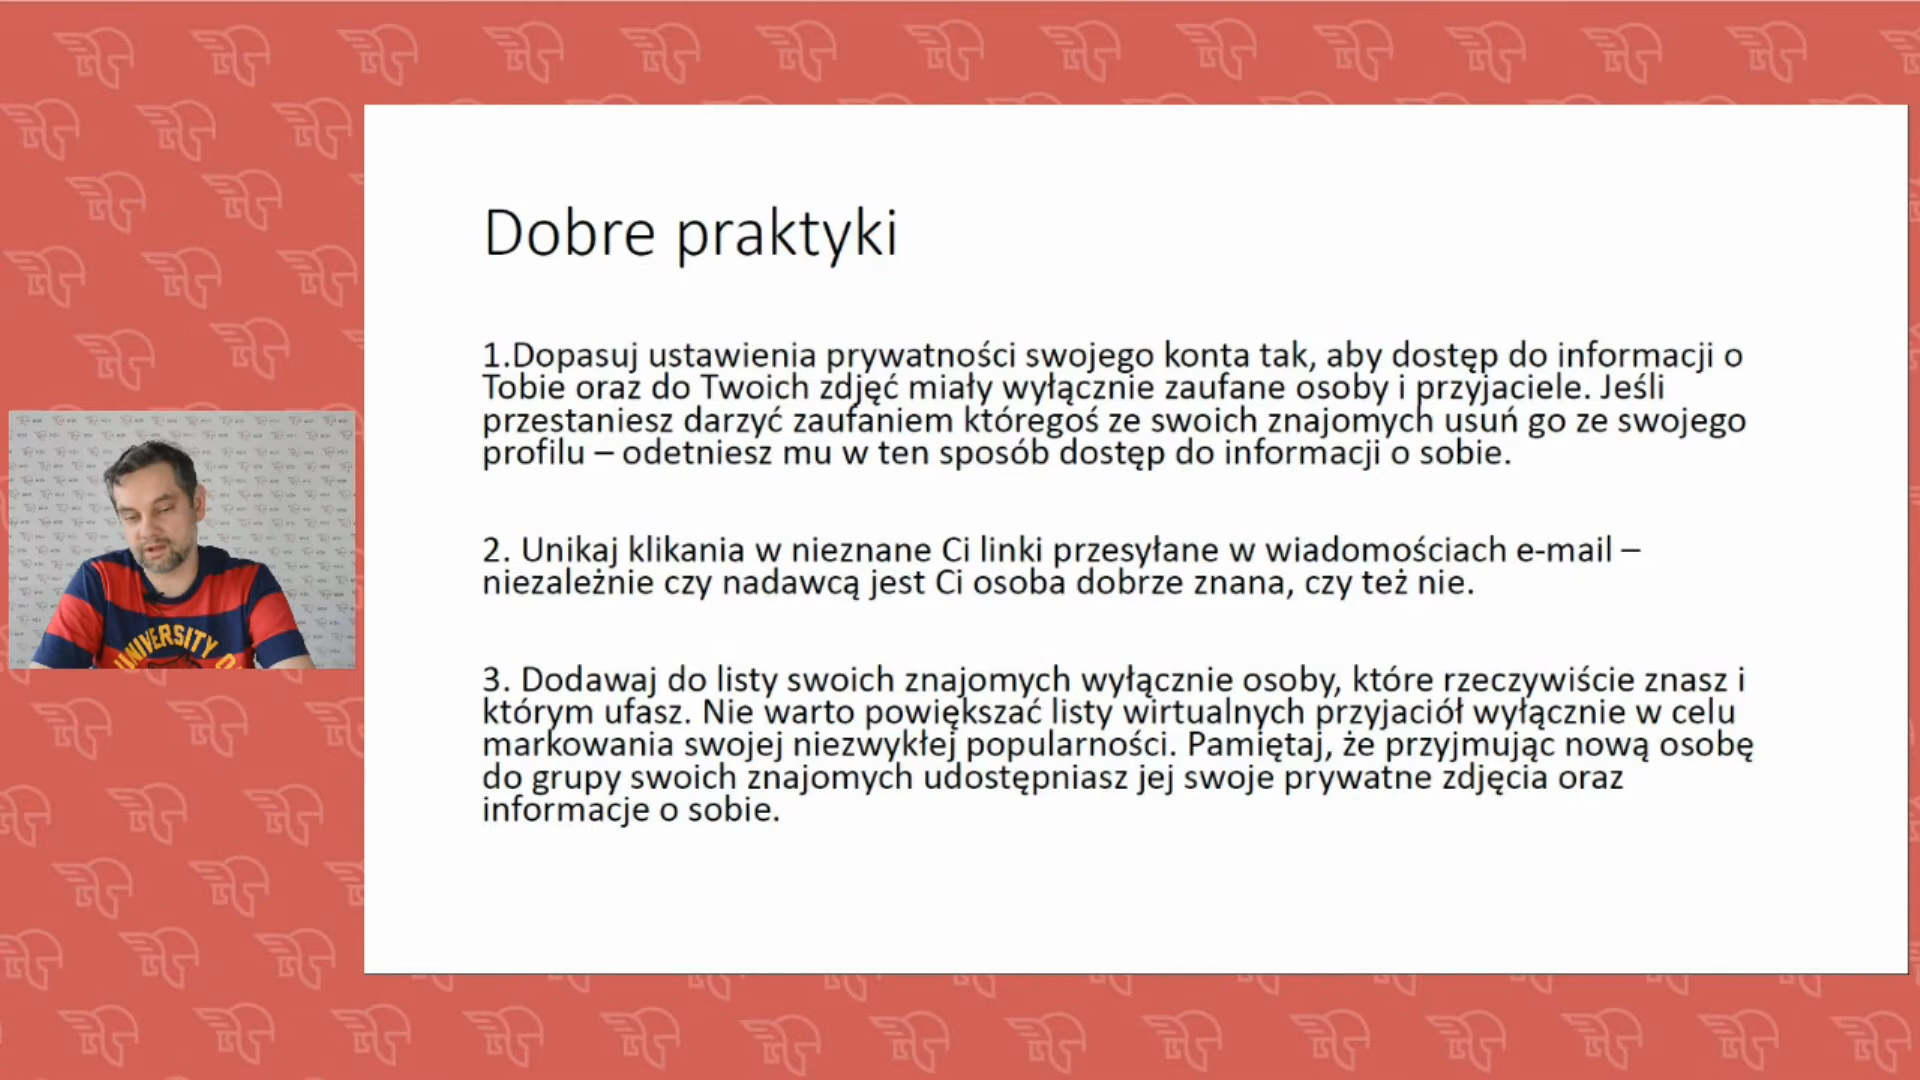 Dobre praktyki
1.Dopasuj ustawienia prywatności swojego konta tak, aby dostęp do informacji o
Tobie oraz do Twoich zdjęć miały wyłącznie zaufane osoby i przyjaciele. Jeśli
przestaniesz darzyć zaufaniem któregoś ze swoich znajomych usuń go ze swojego
profilu – odetniesz mu w ten sposób dostęp do informacji o sobie.
2. Unikaj klikania w nieznane Ci linki przesyłane w wiadomościach e-mail –
niezależnie czy nadawcą jest Ci osoba dobrze znana, czy też nie.
3. Dodawaj do listy swoich znajomych wyłącznie osoby, które rzeczywiście znasz i
którym ufasz. Nie warto powiększać listy wirtualnych przyjaciół wyłącznie w celu
markowania swojej niezwykłej popularności. Pamiętaj, że przyjmując nową osobę
do grupy swoich znajomych udostępniasz jej swoje prywatne zdjęcia oraz
informacje o sobie.
UNIVERSITY O